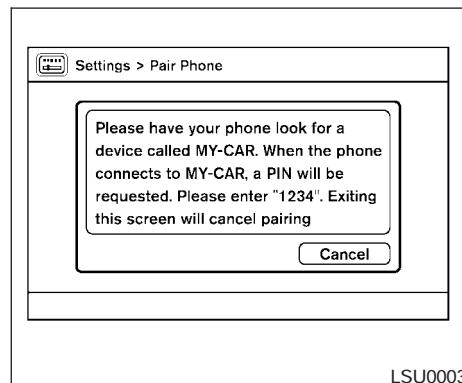 Settings > Pair Phone
Please have your phone look for a
device called MY-CAR. When the phone
connects to MY-CAR, a PIN will be
requested. Please enter "1234". Exiting
this screen will cancel pairing
Cancel
LSU0003